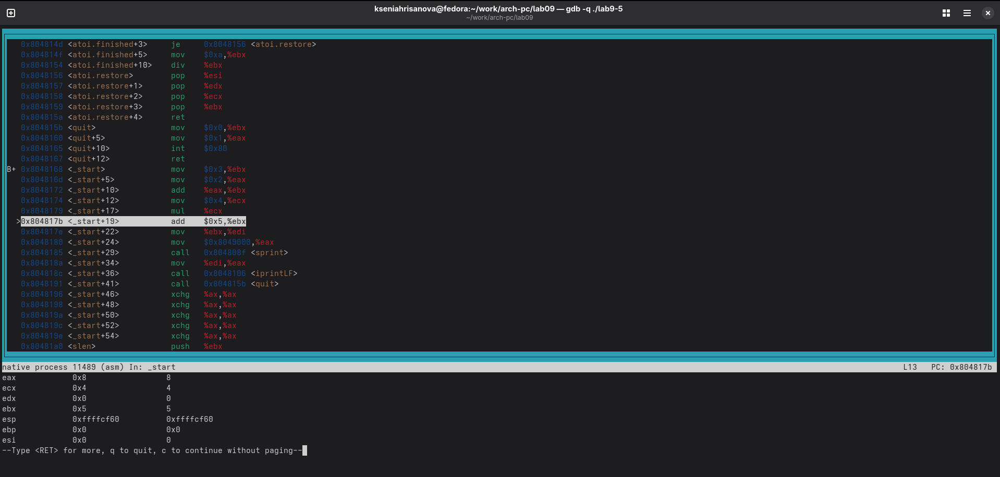 kseniahrisanova@fedora:~/work/arch-pc/lab09 — gdb -q ./lab9-5
~/work/arch-pc/lab09
0x804814d <atoi.finished+3> je 0x8048156 <atoi.restore>
0x804814f <atoi.finished+5> mov $0xa,%ebx
0x8048154 <atoi.finished+10> div %ebx
0x8048156 <atoi.restore> pop %esi
0x8048157 <atoi.restore+1> pop %edx
0x8048158 <atoi.restore+2> pop %ecx
0x8048159 <atoi.restore+3> pop %ebx
0x804815a <atoi.restore+4> ret
0x804815b <quit> mov $0x0,%ebx
0x8048160 <quit+5> mov $0x1,%eax
0x8048165 <quit+10> int $0x80
0x8048167 <quit+12> ret
B+ 0x8048168 <_start> mov $0x3,%ebx
0x804816d <_start+5> mov $0x2,%eax
0x8048172 <_start+10> add %eax,%ebx
0x8048174 <_start+12> mov $0x4,%ecx
0x8048179 <_start+17> mul %ecx
>0x804817b <_start+19> add $0x5,%ebx
0x804817e <_start+22> mov %ebx,%edi
0x8048180 <_start+24> mov $0x8049000,%eax
0x8048185 <_start+29> call 0x804808f <sprint>
0x804818a <_start+34> mov %edi,%eax
0x804818c <_start+36> call 0x8048106 <iprintLF>
0x8048191 <_start+41> call 0x804815b <quit>
0x8048196 <_start+46> xchg %ax,%ax
0x8048198 <_start+48> xchg %ax,%ax
0x804819a <_start+50> xchg %ax,%ax
0x804819c <_start+52> xchg %ax,%ax
0x804819e <_start+54> xchg %ax,%ax
0x80481a0 <slen> push %ebx
native process 11489 (asm) In: _start L13 PC: 0x804817b
eax 0x8 8
ecx 0x4 4
edx 0x0 0
ebx 0x5 5
esp 0xffffcf60 0xffffcf60
ebp 0x0 0x0
esi 0x0 0
--Type <RET> for more, q to quit, c to continue without paging--